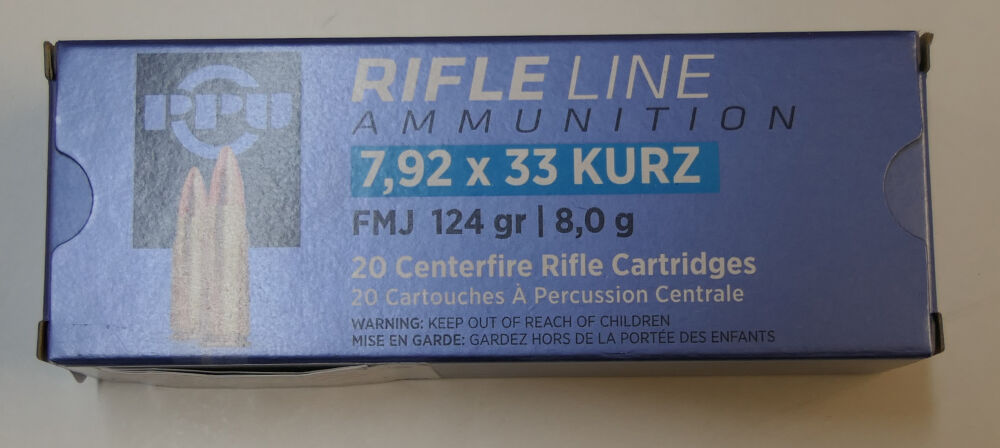 PPU
RIFLE LINE
AMMUNITION
7,92 x 33 KURZ
FMJ 124 gr | 8,0 g
20 Centerfire Rifle Cartridges
20 Cartouches À Percussion Centrale
WARNING: KEEP OUT OF REACH OF CHILDREN
MISE EN GARDE: GARDEZ HORS DE LA PORTÉE DES ENFANTS